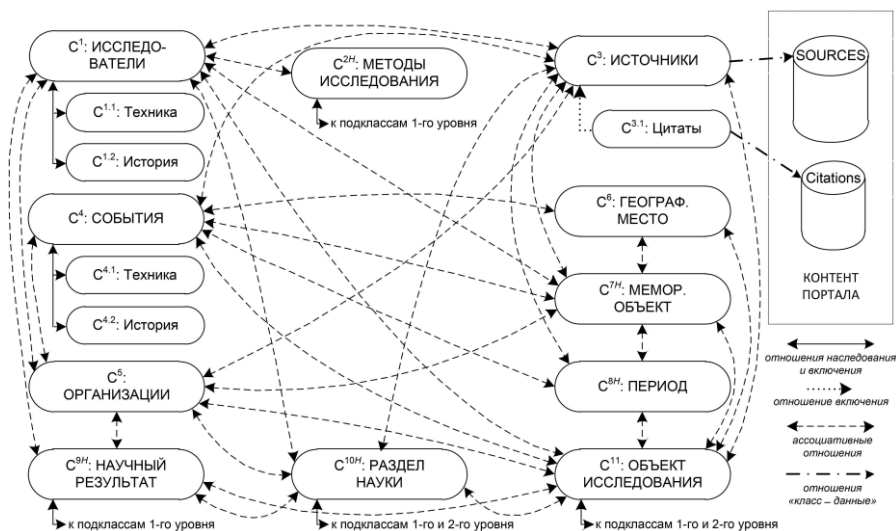 C¹: ИССЛЕДО-
ВАТЕЛИ
C¹·¹: Техника
C¹·²: История
C²ᴴ: МЕТОДЫ
ИССЛЕДОВАНИЯ
к подклассам 1-го уровня
C³: ИСТОЧНИКИ
C³·¹: Цитаты
SOURCES
Citations
КОНТЕНТ
ПОРТАЛА
C⁴: СОБЫТИЯ
C⁴·¹: Техника
C⁴·²: История
C⁶: ГЕОГРАФ.
МЕСТО
C⁷ᴴ: МЕМОР.
ОБЪЕКТ
C⁵:
ОРГАНИЗАЦИИ
C⁸ᴴ: ПЕРИОД
C⁹ᴴ: НАУЧНЫЙ
РЕЗУЛЬТАТ
к подклассам 1-го уровня
C¹⁰ᴴ: РАЗДЕЛ
НАУКИ
к подклассам 1-го и 2-го уровня
C¹¹: ОБЪЕКТ
ИССЛЕДОВАНИЯ
к подклассам 1-го и 2-го уровня
отношения наследования
и включения
отношение включения
ассоциативные
отношения
отношения
«класс – данные»